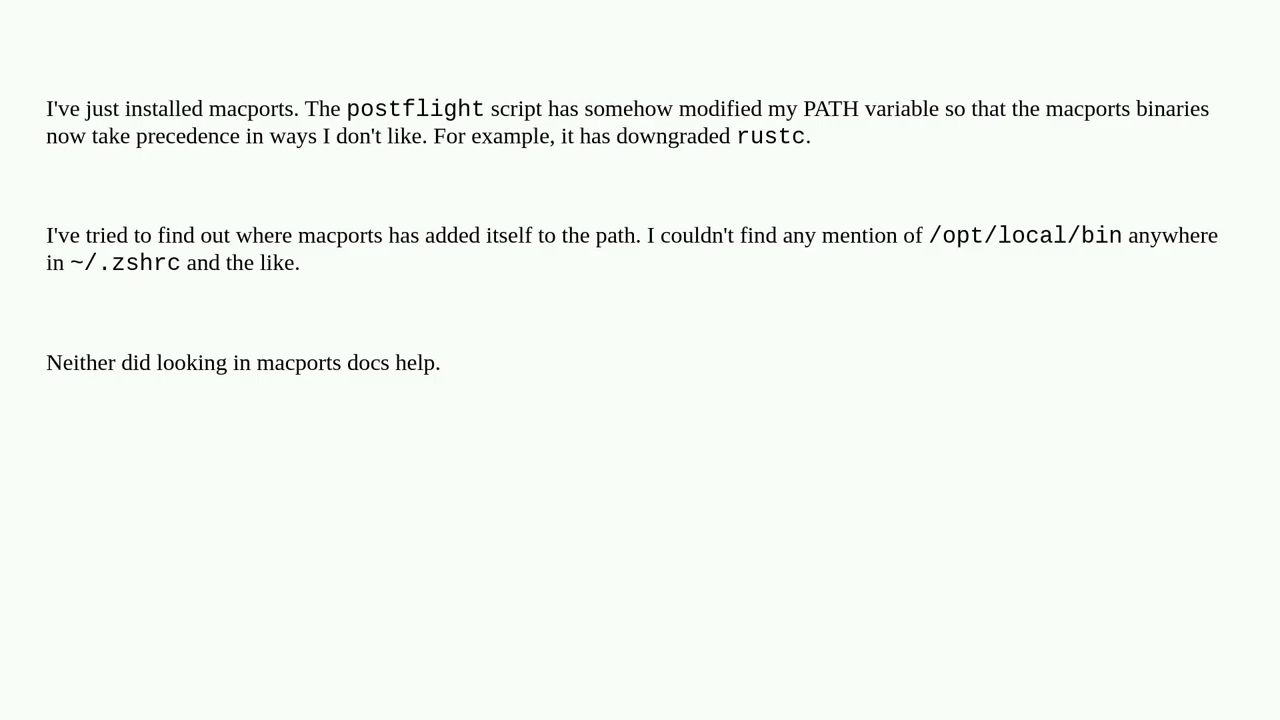 I've just installed macports. The postflight script has somehow modified my PATH variable so that the macports binaries
now take precedence in ways I don't like. For example, it has downgraded rustc.
I've tried to find out where macports has added itself to the path. I couldn't find any mention of /opt/local/bin anywhere
in ~/.zshrc and the like.
Neither did looking in macports docs help.